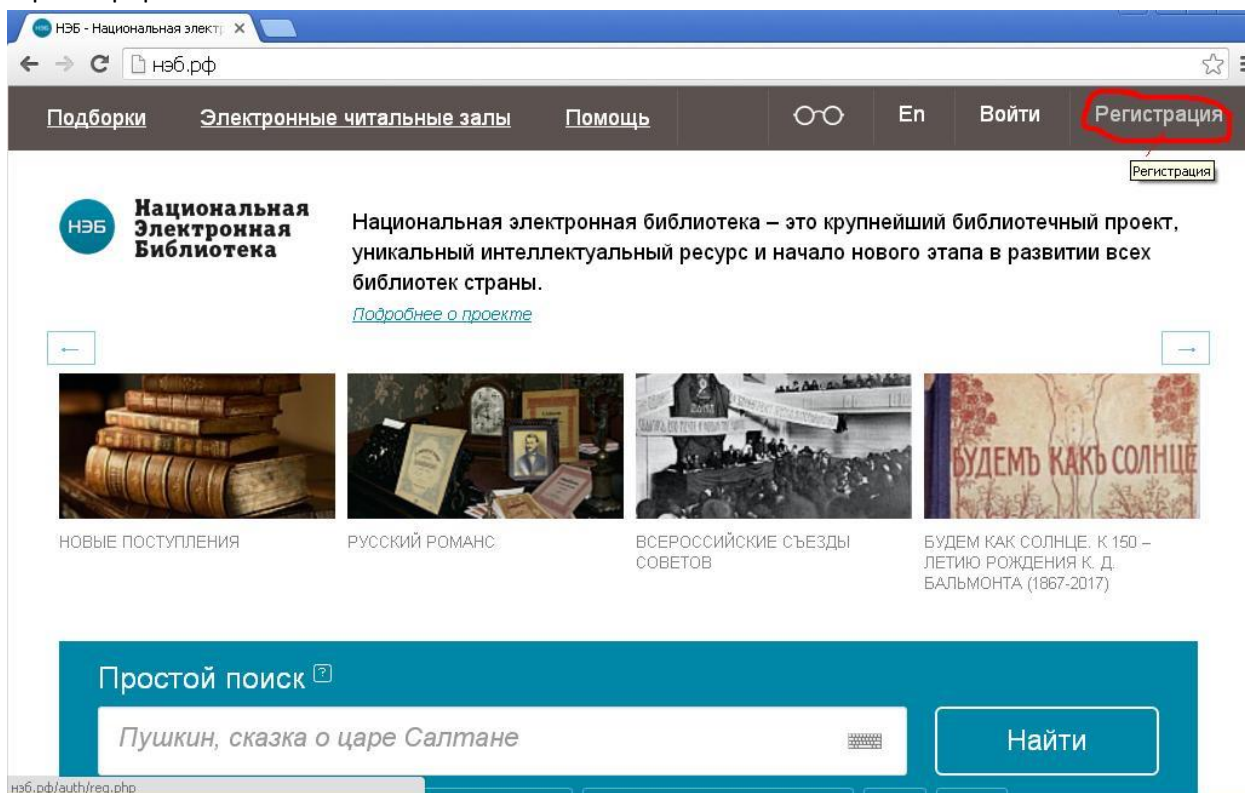 НЭБ - Национальная электр
нэб.рф
Подборки Электронные читальные залы Помощь En Войти Регистрация
Регистрация
нэб
Национальная
Электронная
Библиотека
Национальная электронная библиотека – это крупнейший библиотечный проект,
уникальный интеллектуальный ресурс и начало нового этапа в развитии всех
библиотек страны.
Подробнее о проекте
БУДЕМЪ КАКЪ СОЛНЦЕ
НОВЫЕ ПОСТУПЛЕНИЯ
РУССКИЙ РОМАНС
ВСЕРОССИЙСКИЕ СЪЕЗДЫ
СОВЕТОВ
БУДЕМ КАК СОЛНЦЕ. К 150 –
ЛЕТИЮ РОЖДЕНИЯ К. Д.
БАЛЬМОНТА (1867-2017)
Простой поиск ?
Пушкин, сказка о царе Салтане
Найти
нэб.рф/auth/reg.php